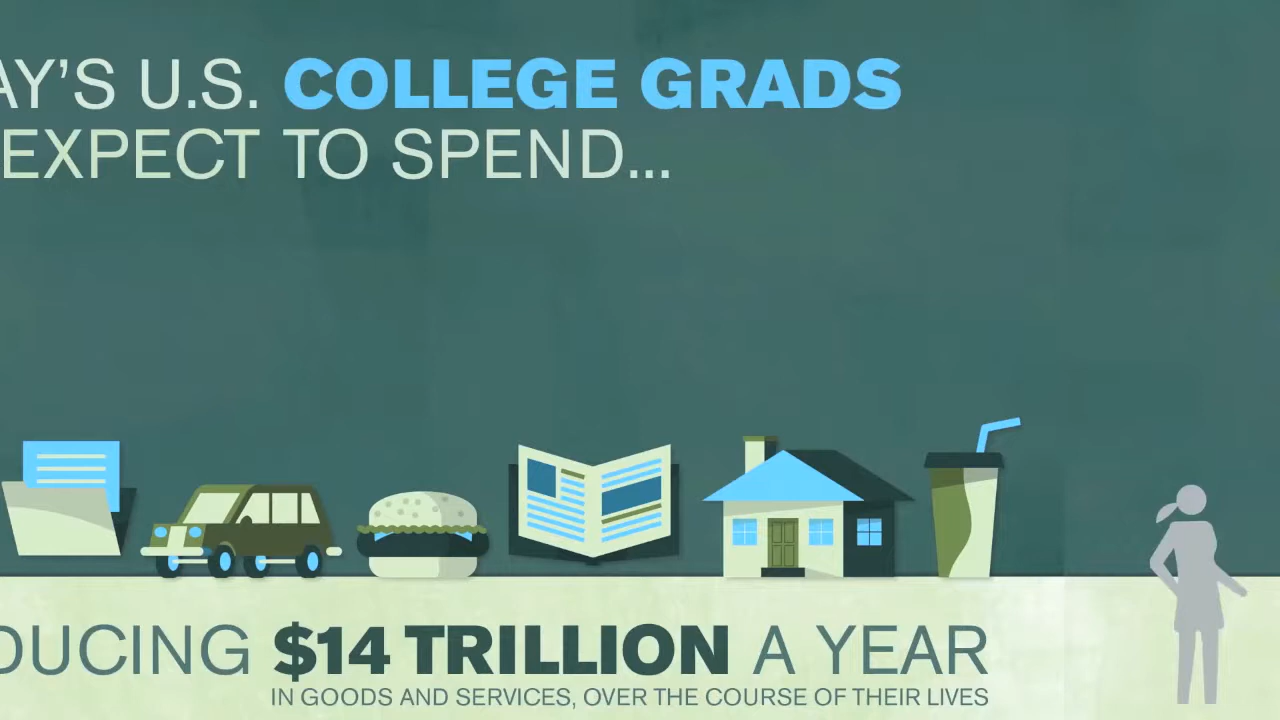 AY'S U.S. COLLEGE GRADS
EXPECT TO SPEND...
DUCING $14 TRILLION A YEAR
IN GOODS AND SERVICES, OVER THE COURSE OF THEIR LIVES